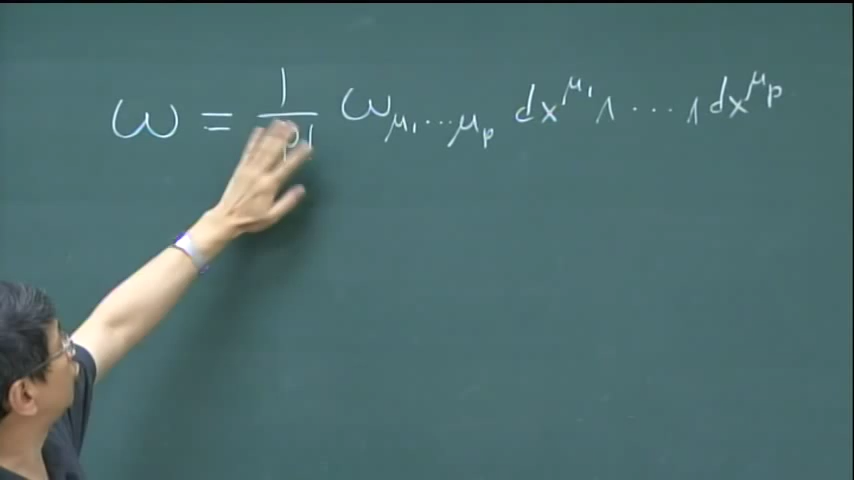 ω = 1/p! ω_{μ₁…μ_p} dx^{μ₁} ∧ … ∧ dx^{μ_p}